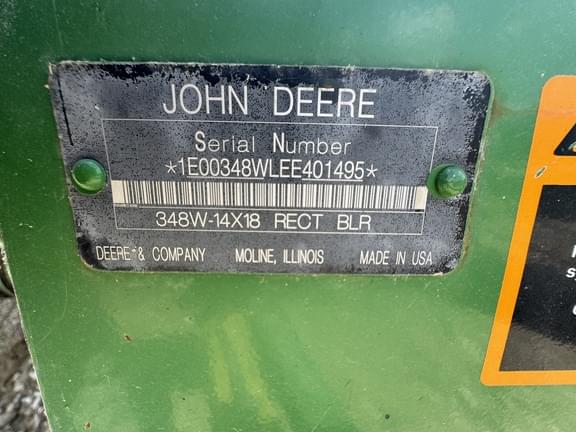 JOHN DEERE
Serial Number
*1E00348WLEE401495*
348W-14X18 RECT BLR
DEERE & COMPANY MOLINE, ILLINOIS MADE IN USA